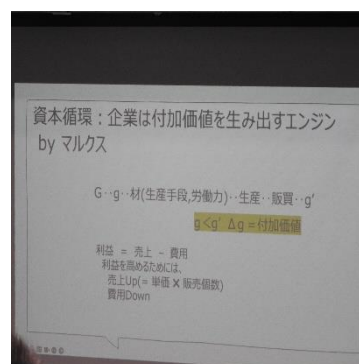 資本循環：企業は付加価値を生み出すエンジン
by マルクス
G‥g‥材(生産手段,労働力)‥生産‥販買‥g'
g<g' Δg=付加価値
利益 = 売上 - 費用
利益を高めるためには、
売上Up(= 単価 X 販売個数)
費用Down